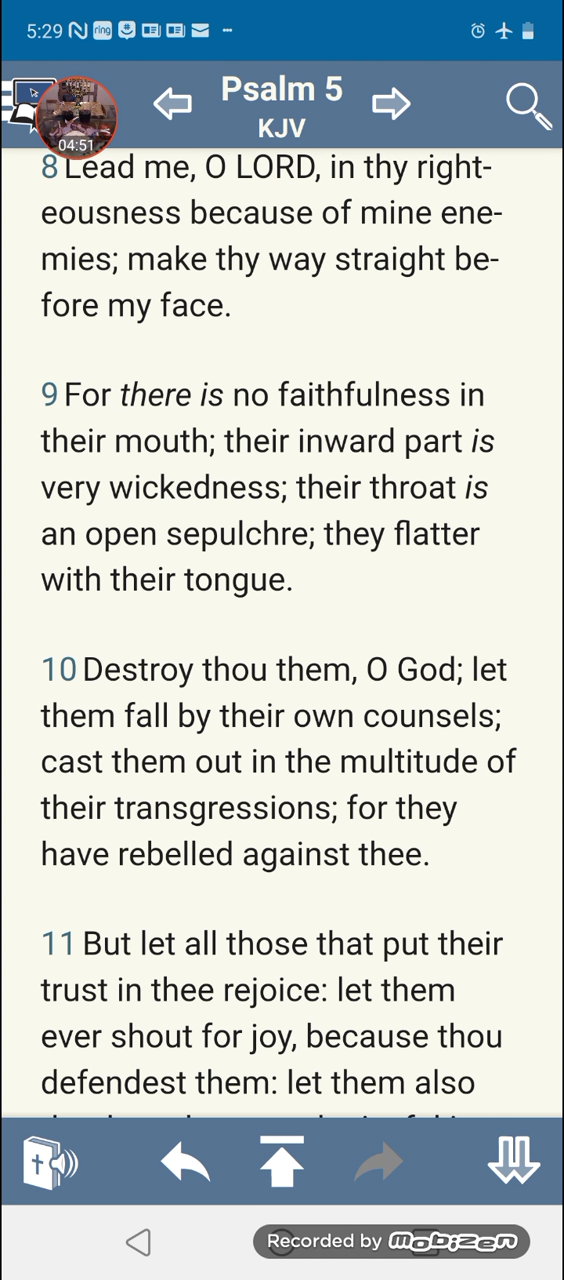 5:29 ring
Psalm 5
KJV
04:51
8 Lead me, O LORD, in thy right-
eousness because of mine ene-
mies; make thy way straight be-
fore my face.
9 For there is no faithfulness in
their mouth; their inward part is
very wickedness; their throat is
an open sepulchre; they flatter
with their tongue.
10 Destroy thou them, O God; let
them fall by their own counsels;
cast them out in the multitude of
their transgressions; for they
have rebelled against thee.
11 But let all those that put their
trust in thee rejoice: let them
ever shout for joy, because thou
defendest them: let them also
Recorded by mobizen